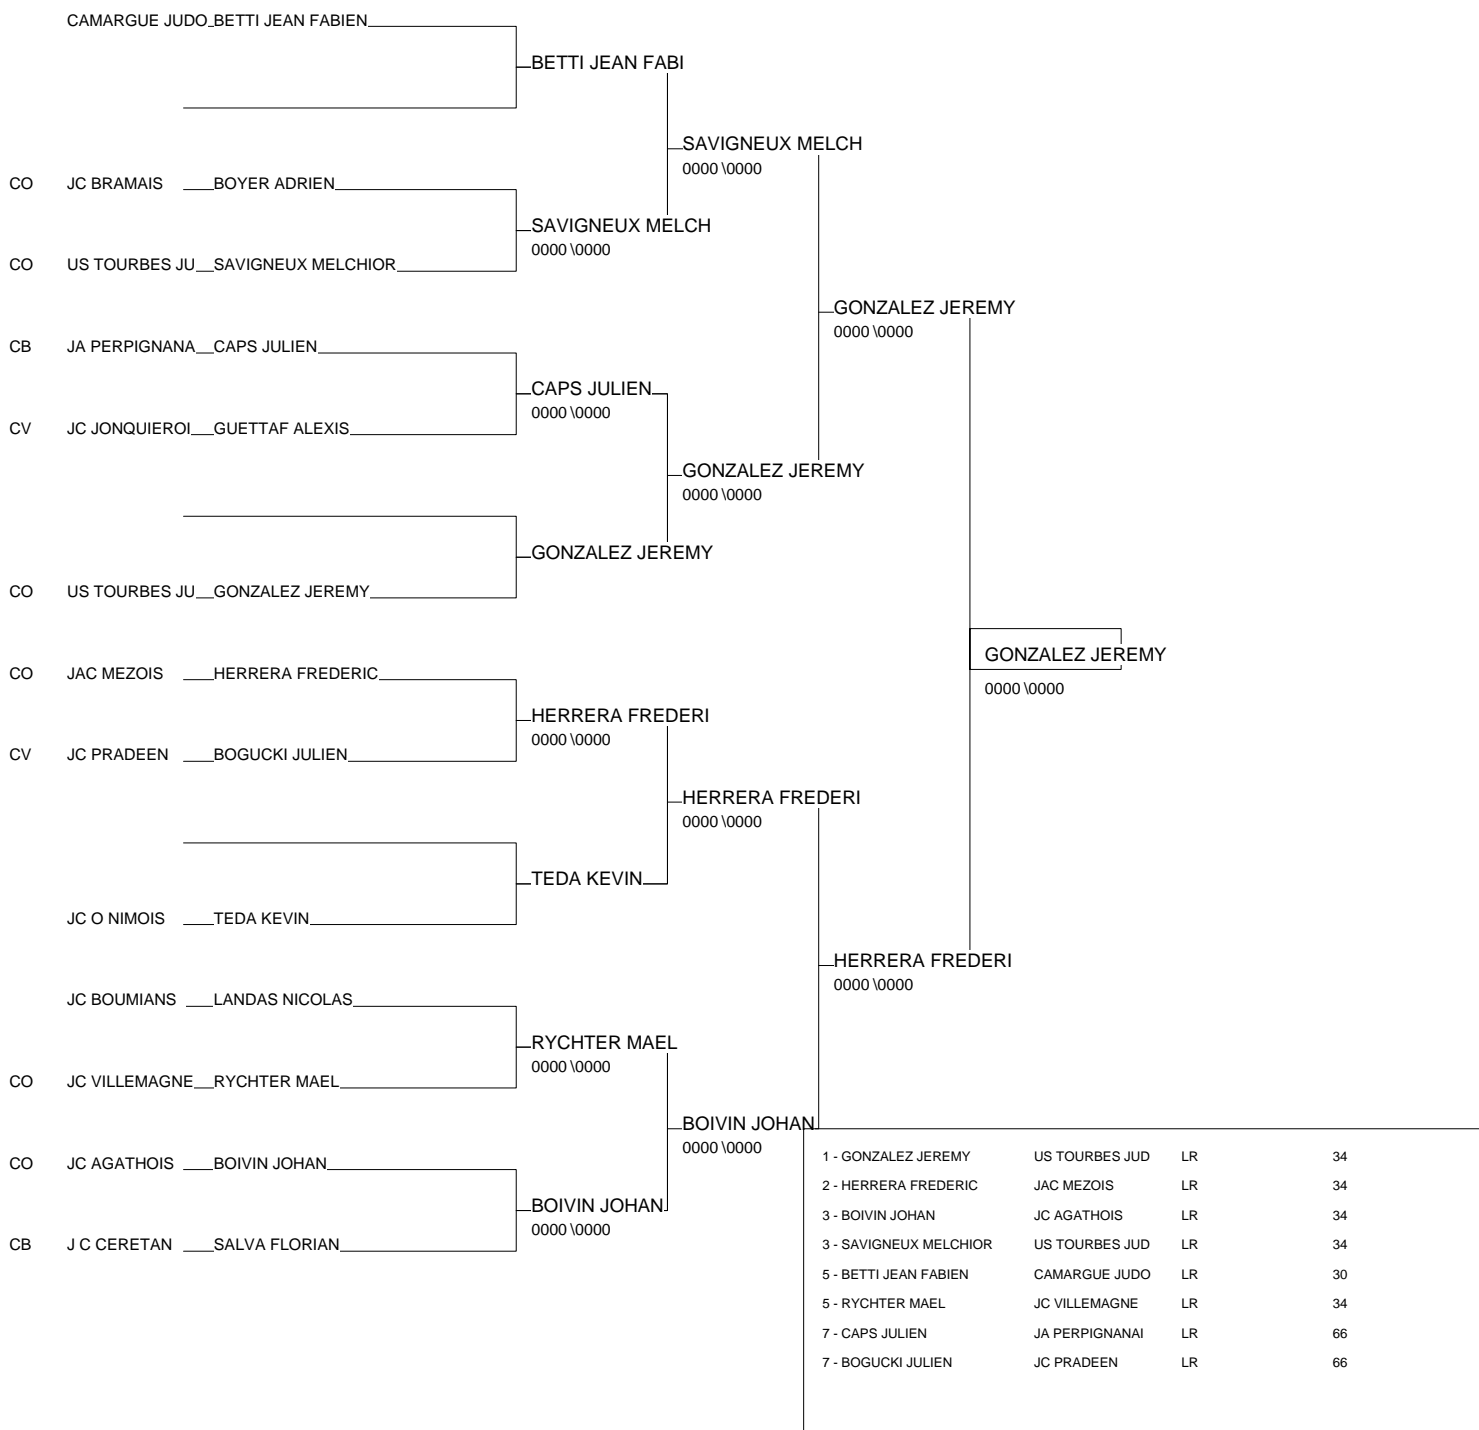 CAMARGUE JUDO BETTI JEAN FABIEN
BETTI JEAN FABI
SAVIGNEUX MELCH
0000 \0000
CO JC BRAMAIS BOYER ADRIEN
SAVIGNEUX MELCH
0000 \0000
CO US TOURBES JU SAVIGNEUX MELCHIOR
GONZALEZ JEREMY
0000 \0000
CB JA PERPIGNANA CAPS JULIEN
CAPS JULIEN
0000 \0000
CV JC JONQUIEROI GUETTAF ALEXIS
GONZALEZ JEREMY
0000 \0000
GONZALEZ JEREMY
CO US TOURBES JU GONZALEZ JEREMY
GONZALEZ JEREMY
0000 \0000
CO JAC MEZOIS HERRERA FREDERIC
HERRERA FREDERI
0000 \0000
CV JC PRADEEN BOGUCKI JULIEN
HERRERA FREDERI
0000 \0000
TEDA KEVIN
JC O NIMOIS TEDA KEVIN
HERRERA FREDERI
0000 \0000
JC BOUMIANS LANDAS NICOLAS
RYCHTER MAEL
0000 \0000
CO JC VILLEMAGNE RYCHTER MAEL
BOIVIN JOHAN
0000 \0000
CO JC AGATHOIS BOIVIN JOHAN
BOIVIN JOHAN
0000 \0000
CB J C CERETAN SALVA FLORIAN
1 - GONZALEZ JEREMY US TOURBES JUD LR 34
2 - HERRERA FREDERIC JAC MEZOIS LR 34
3 - BOIVIN JOHAN JC AGATHOIS LR 34
3 - SAVIGNEUX MELCHIOR US TOURBES JUD LR 34
5 - BETTI JEAN FABIEN CAMARGUE JUDO LR 30
5 - RYCHTER MAEL JC VILLEMAGNE LR 34
7 - CAPS JULIEN JA PERPIGNANAI LR 66
7 - BOGUCKI JULIEN JC PRADEEN LR 66